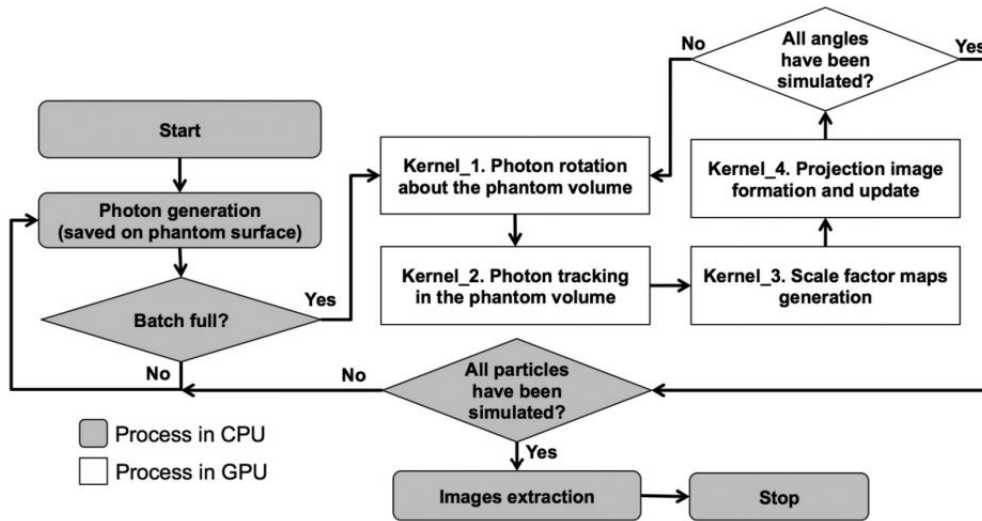 Start
Photon generation
(saved on phantom surface)
Batch full?
Yes
No
Kernel_1. Photon rotation
about the phantom volume
Kernel_2. Photon tracking
in the phantom volume
Kernel_3. Scale factor maps
generation
Kernel_4. Projection image
formation and update
All angles
have been
simulated?
No
Yes
All particles
have been
simulated?
No
Yes
Images extraction
Stop
Process in CPU
Process in GPU